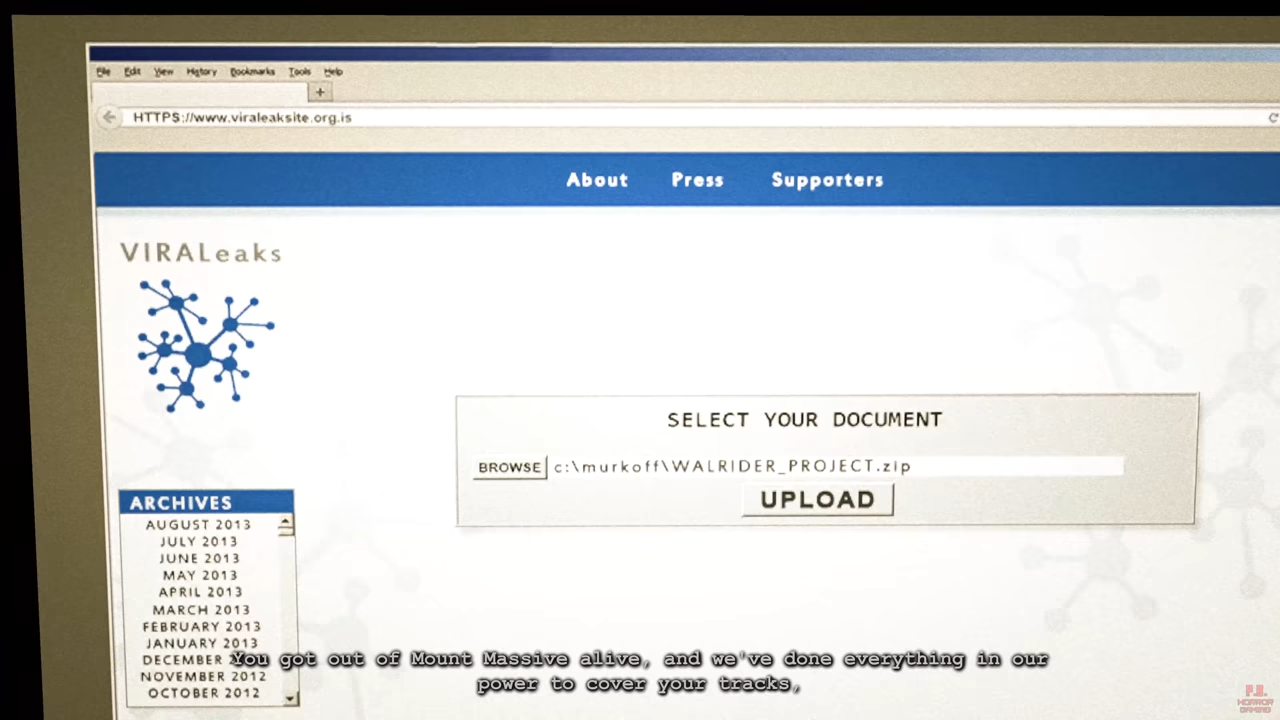 File Edit View History Bookmarks Tools Help
+
HTTPS://www.viraleaksite.org.is
About Press Supporters
VIRALeaks
SELECT YOUR DOCUMENT
BROWSE c:\murkoff\WALRIDER_PROJECT.zip
UPLOAD
ARCHIVES
AUGUST 2013
JULY 2013
JUNE 2013
MAY 2013
APRIL 2013
MARCH 2013
FEBRUARY 2013
JANUARY 2013
DECEMBER
NOVEMBER 2012
OCTOBER 2012
You got out of Mount Massive alive, and we've done everything in our
power to cover your tracks,
P.B.
HORROR
GAMING